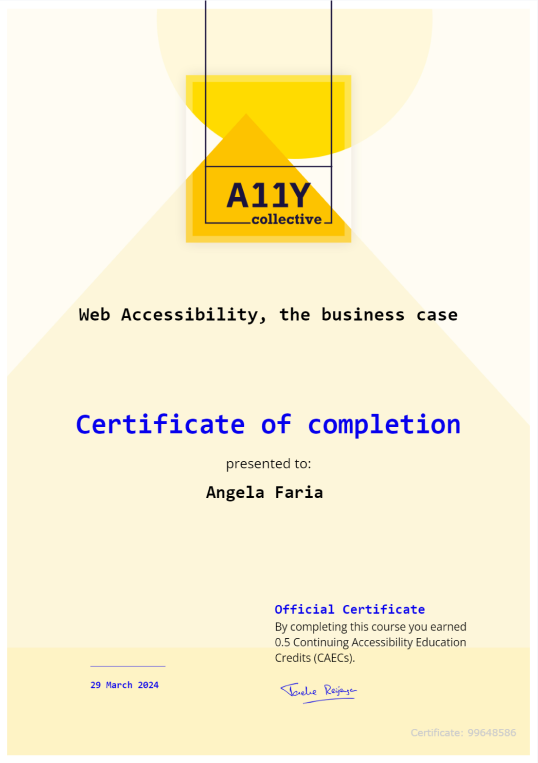 A11Y
collective
Web Accessibility, the business case
Certificate of completion
presented to:
Angela Faria
Official Certificate
By completing this course you earned
0.5 Continuing Accessibility Education
Credits (CAECs).
29 March 2024
Certificate: 99648586